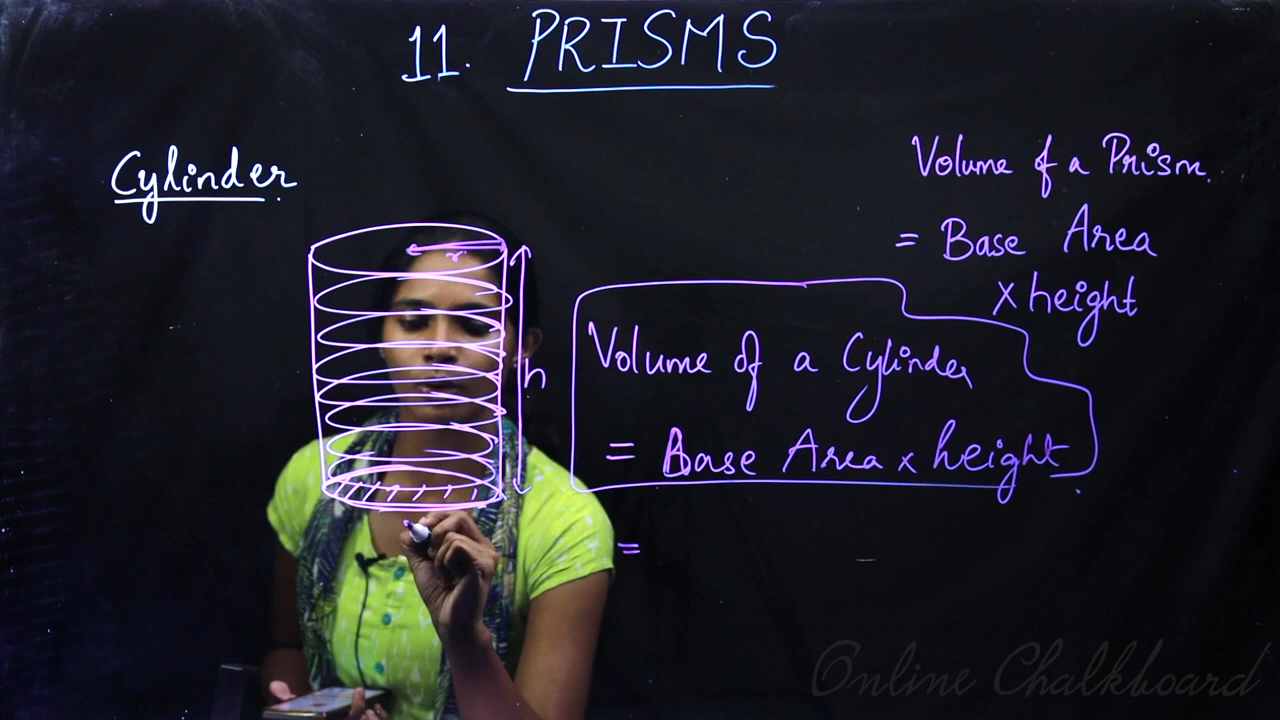 11. PRISMS
Cylinder
Volume of a Prism.
= Base Area
x height
r
h
Volume of a Cylinder
= Base Area x height
=
Online Chalkboard